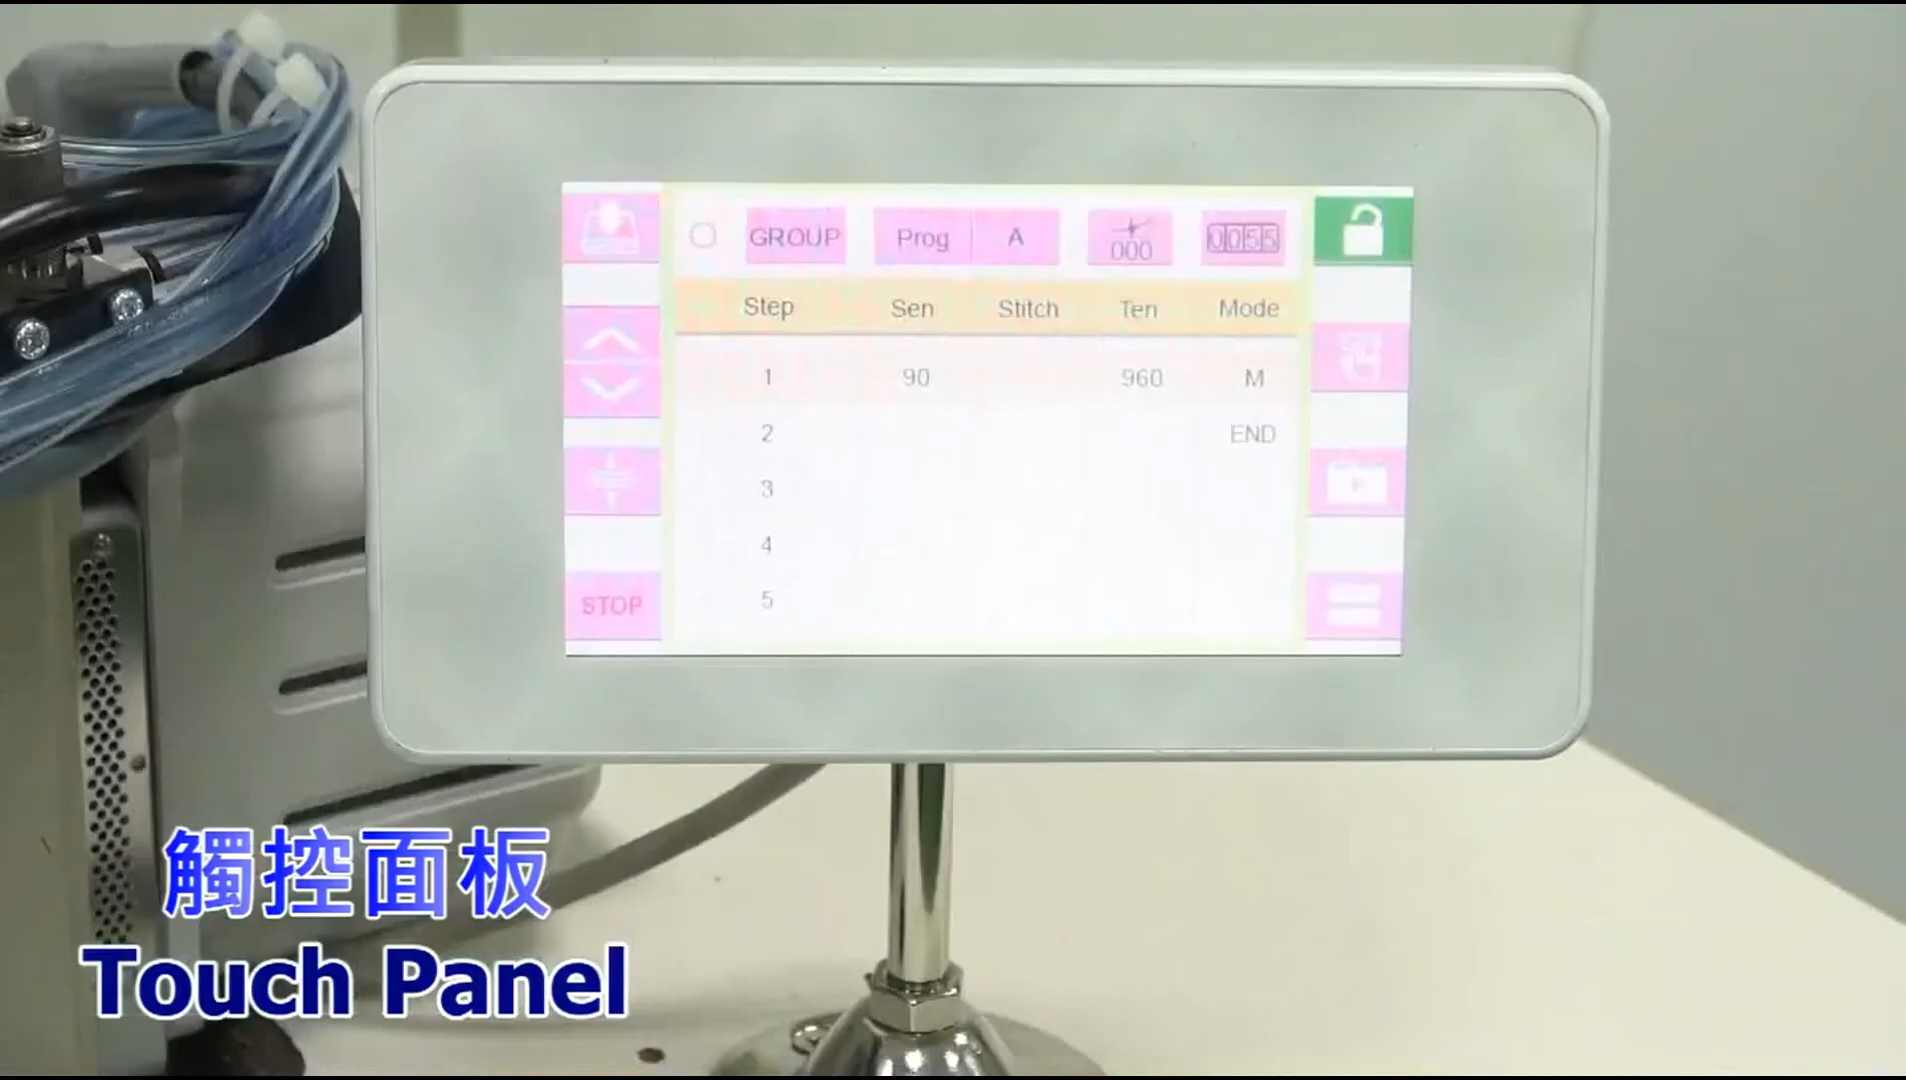 GROUP Prog A 000 0055
Step Sen Stitch Ten Mode
1 90 960 M
2 END
3
4
5
STOP
觸控面板
Touch Panel